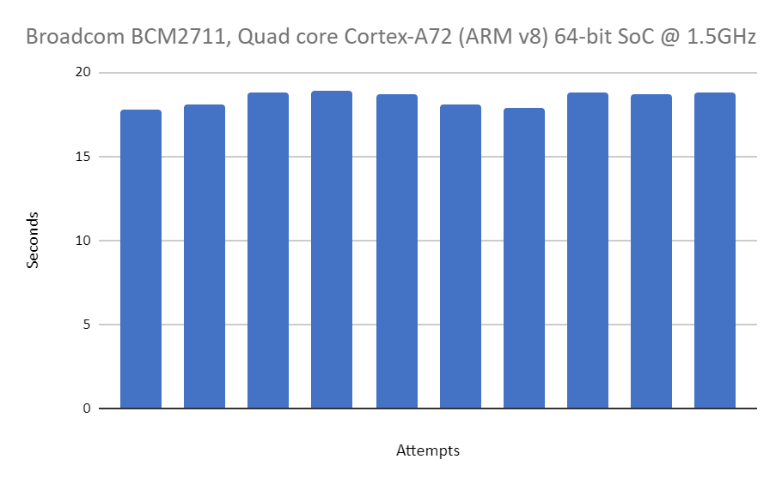 Broadcom BCM2711, Quad core Cortex-A72 (ARM v8) 64-bit SoC @ 1.5GHz
20
15
10
5
0
Seconds
Attempts